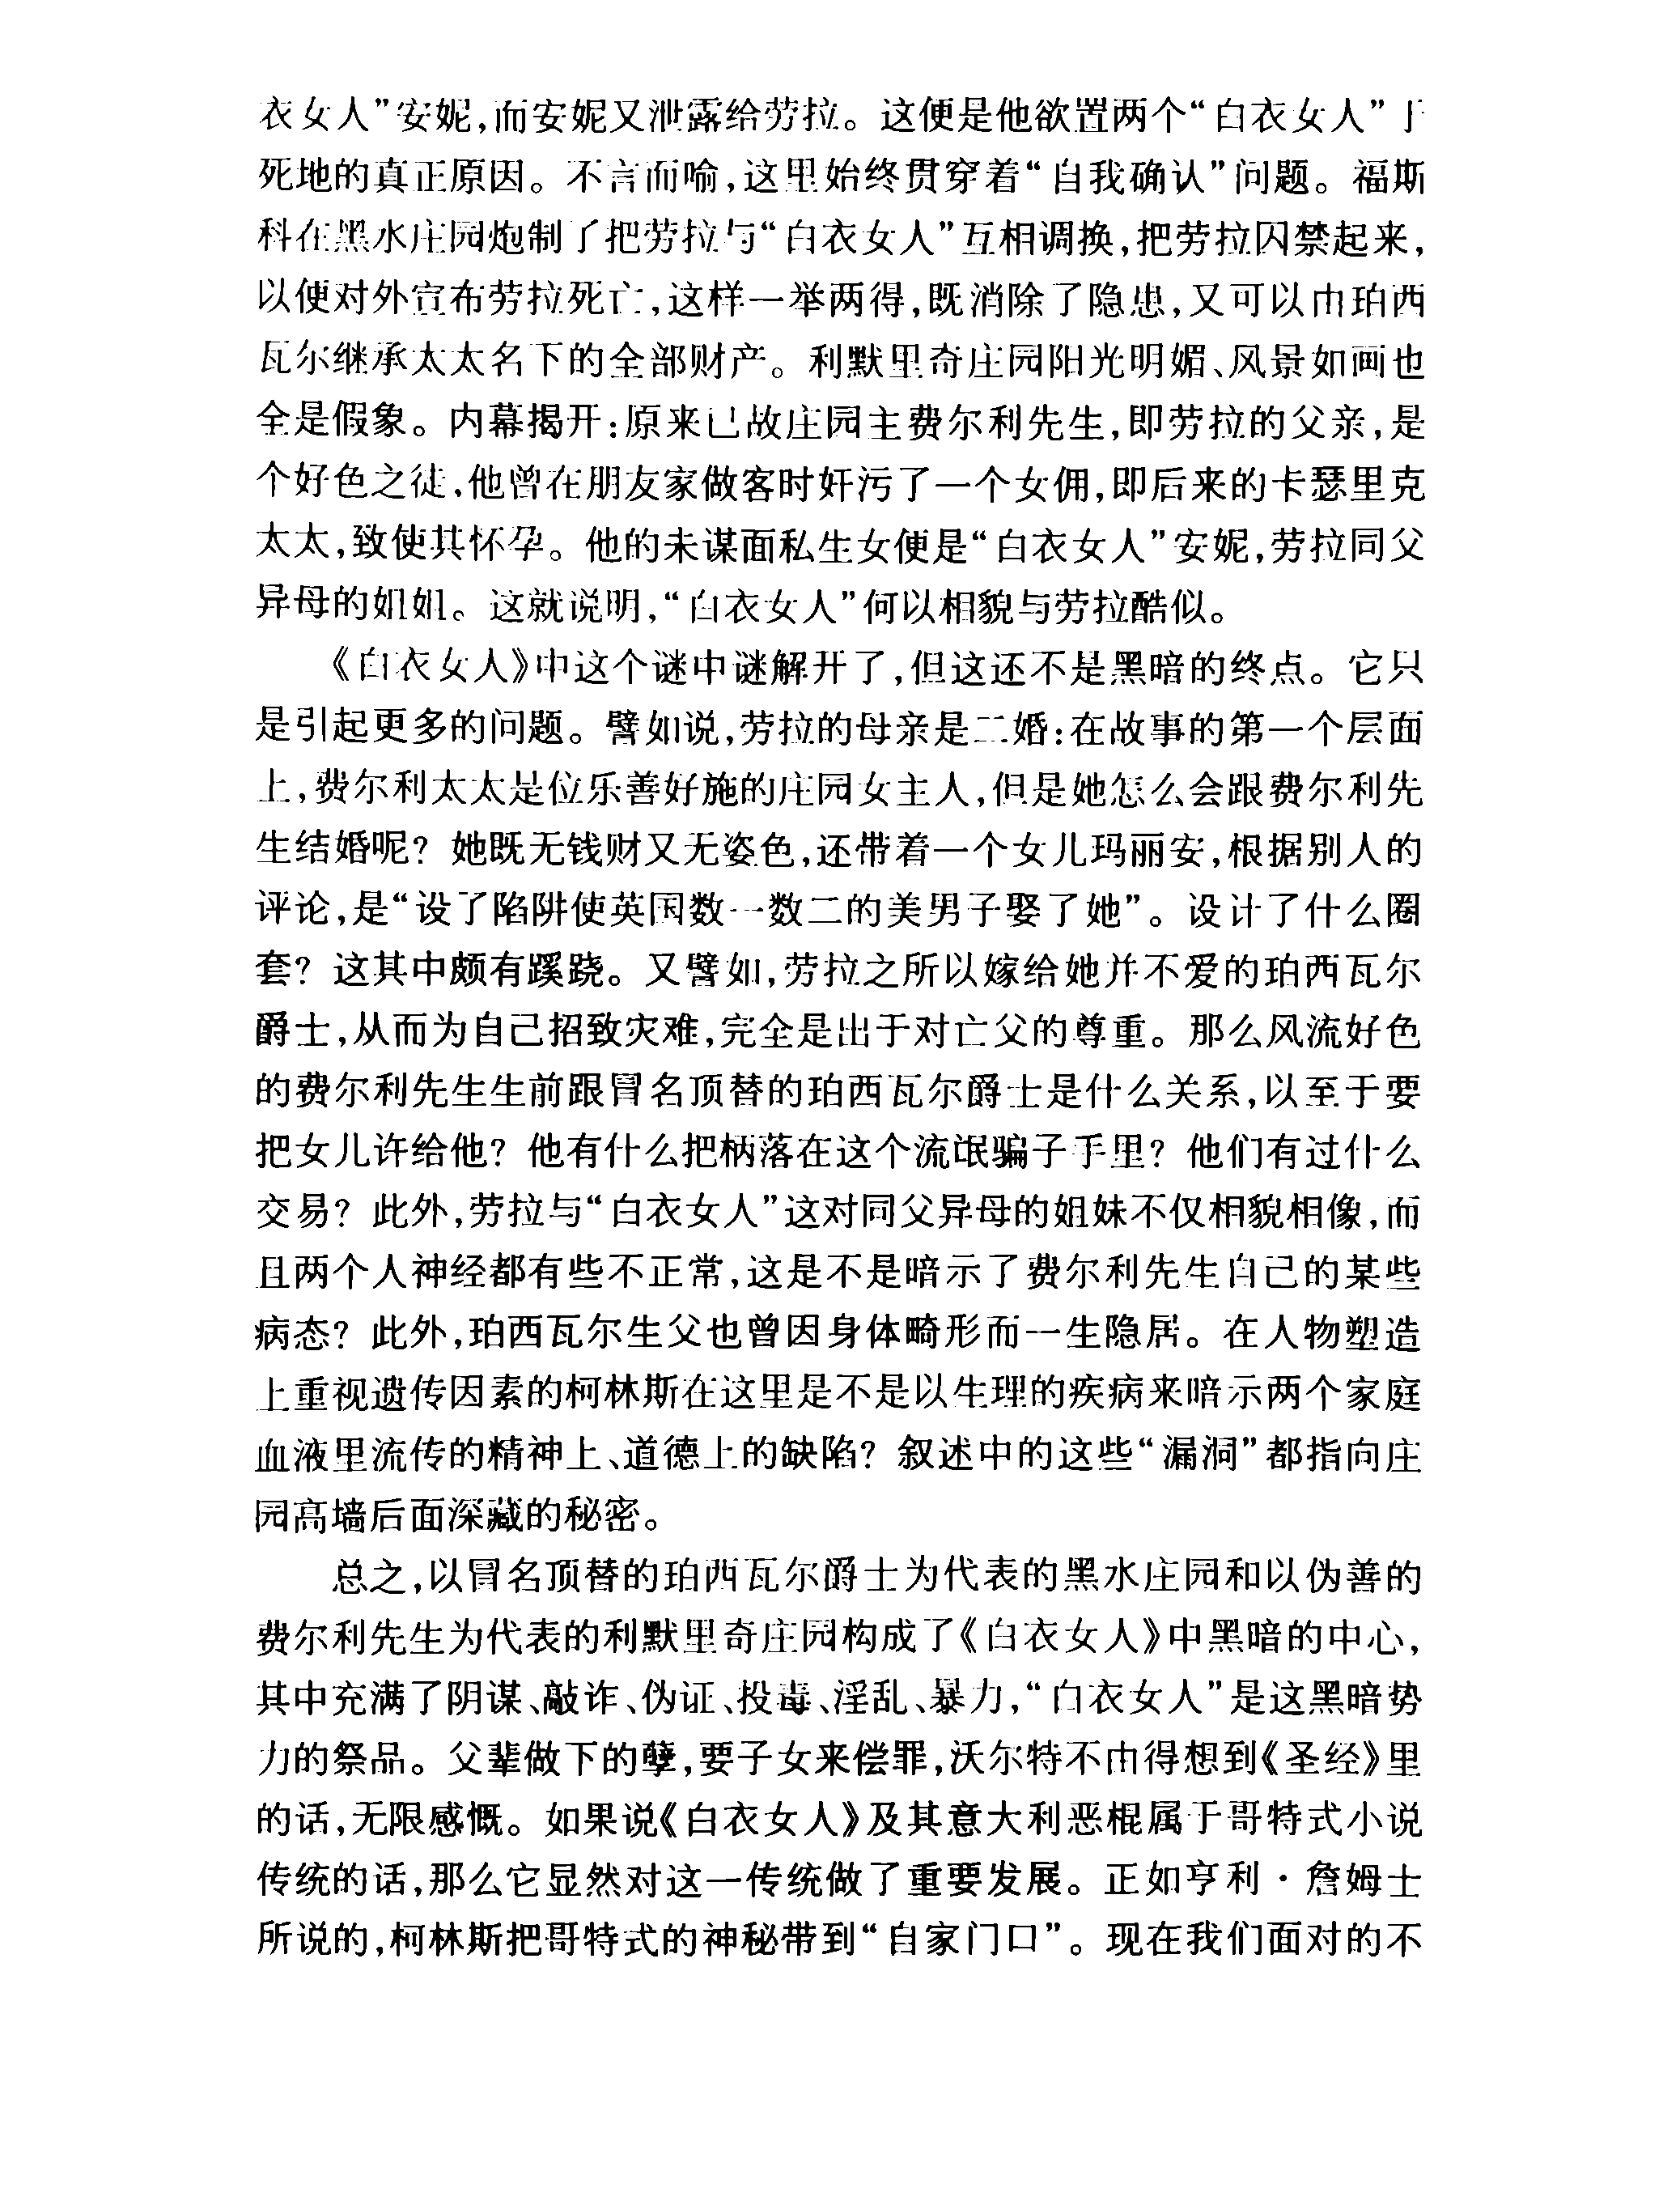 衣女人”安妮,而安妮又泄露给劳拉。这便是他欲置两个“白衣女人”于
死地的真正原因。不言而喻,这里始终贯穿着“自我确认”问题。福斯
科在黑水庄园炮制了把劳拉与“白衣女人”互相调换,把劳拉囚禁起来,
以便对外宣布劳拉死亡,这样一举两得,既消除了隐患,又可以由珀西
瓦尔继承太太名下的全部财产。利默里奇庄园阳光明媚、风景如画也
全是假象。内幕揭开:原来已故庄园主费尔利先生,即劳拉的父亲,是
个好色之徒,他曾在朋友家做客时奸污了一个女佣,即后来的卡瑟里克
太太,致使其怀孕。他的未谋面私生女便是“白衣女人”安妮,劳拉同父
异母的姐姐。这就说明,“白衣女人”何以相貌与劳拉酷似。
《白衣女人》中这个谜中谜解开了,但这还不是黑暗的终点。它只
是引起更多的问题。譬如说,劳拉的母亲是二婚:在故事的第一个层面
上,费尔利太太是位乐善好施的庄园女主人,但是她怎么会跟费尔利先
生结婚呢？她既无钱财又无姿色,还带着一个女儿玛丽安,根据别人的
评论,是“设了陷阱使英国数一数二的美男子娶了她”。设计了什么圈
套？这其中颇有蹊跷。又譬如,劳拉之所以嫁给她并不爱的珀西瓦尔
爵士,从而为自己招致灾难,完全是出于对亡父的尊重。那么风流好色
的费尔利先生生前跟冒名顶替的珀西瓦尔爵士是什么关系,以至于要
把女儿许给他？他有什么把柄落在这个流氓骗子手里？他们有过什么
交易？此外,劳拉与“白衣女人”这对同父异母的姐妹不仅相貌相像,而
且两个人神经都有些不正常,这是不是暗示了费尔利先生自己的某些
病态？此外,珀西瓦尔生父也曾因身体畸形而一生隐居。在人物塑造
上重视遗传因素的柯林斯在这里是不是以生理的疾病来暗示两个家庭
血液里流传的精神上、道德上的缺陷？叙述中的这些“漏洞”都指向庄
园高墙后面深藏的秘密。
总之,以冒名顶替的珀西瓦尔爵士为代表的黑水庄园和以伪善的
费尔利先生为代表的利默里奇庄园构成了《白衣女人》中黑暗的中心,
其中充满了阴谋、敲诈、伪证、投毒、淫乱、暴力,“白衣女人”是这黑暗势
力的祭品。父辈做下的孽,要子女来偿罪,沃尔特不由得想到《圣经》里
的话,无限感慨。如果说《白衣女人》及其意大利恶棍属于哥特式小说
传统的话,那么它显然对这一传统做了重要发展。正如亨利·詹姆士
所说的,柯林斯把哥特式的神秘带到“自家门口”。现在我们面对的不